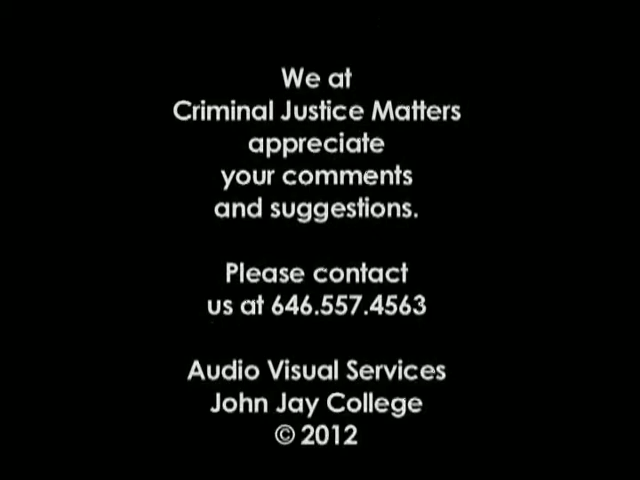 We at
Criminal Justice Matters
appreciate
your comments
and suggestions.
Please contact
us at 646.557.4563
Audio Visual Services
John Jay College
© 2012